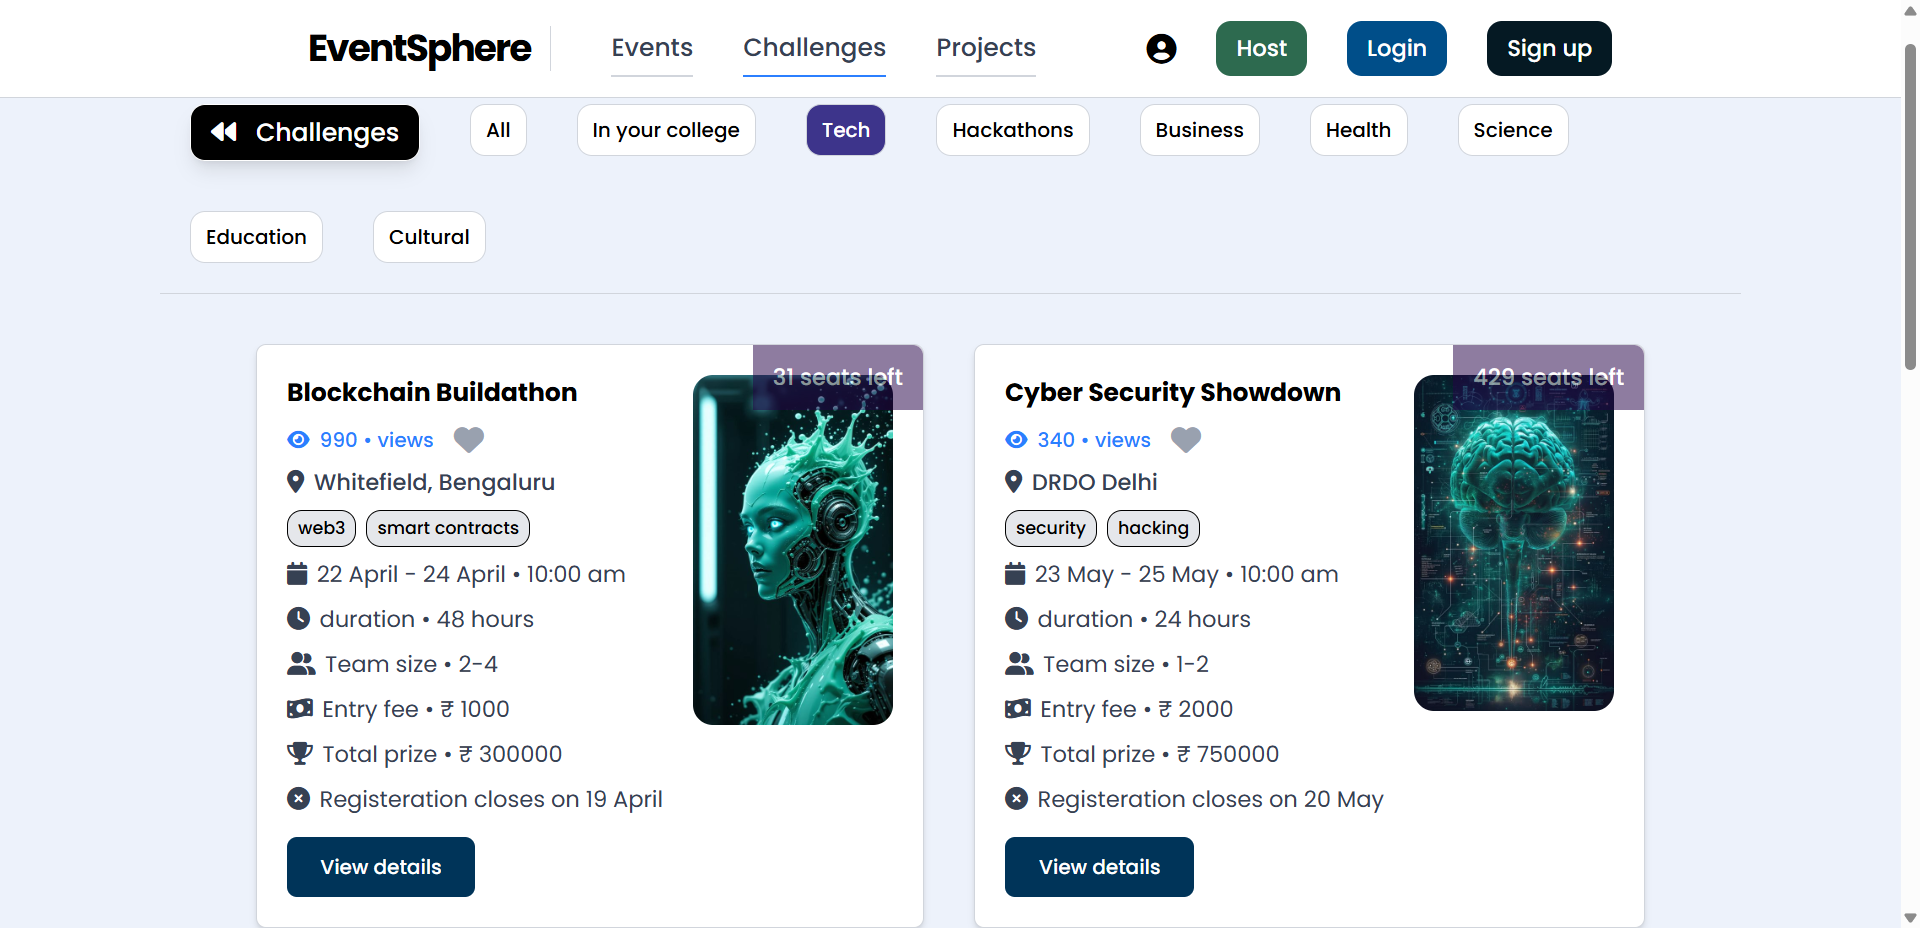 EventSphere Events Challenges Projects Host Login Sign up
Challenges All In your college Tech Hackathons Business Health Science
Education Cultural
31 seats left
Blockchain Buildathon
990 • views
Whitefield, Bengaluru
web3 smart contracts
22 April - 24 April • 10:00 am
duration • 48 hours
Team size • 2-4
Entry fee • ₹ 1000
Total prize • ₹ 300000
Registeration closes on 19 April
View details
429 seats left
Cyber Security Showdown
340 • views
DRDO Delhi
security hacking
23 May - 25 May • 10:00 am
duration • 24 hours
Team size • 1-2
Entry fee • ₹ 2000
Total prize • ₹ 750000
Registeration closes on 20 May
View details